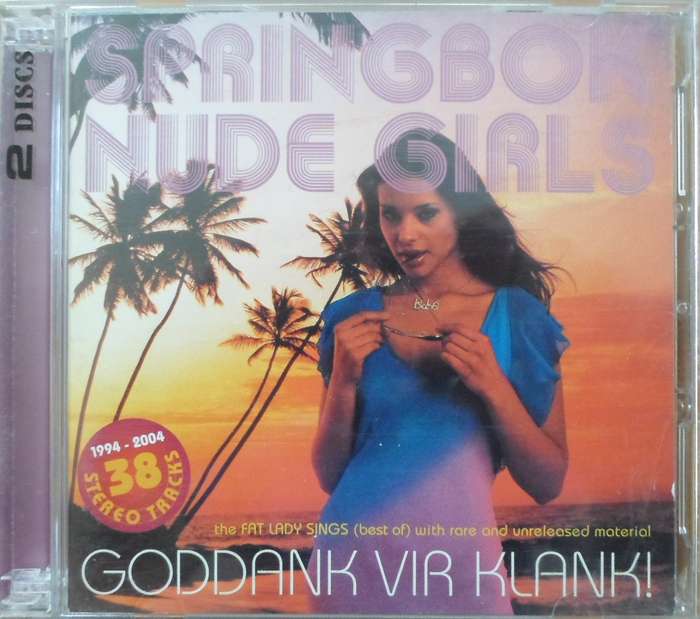 2 DISCS
SPRINGBOK
NUDE GIRLS
Babe
1994 - 2004
38
STEREO TRACKS
the FAT LADY SINGS (best of) with rare and unreleased material
GODDANK VIR KLANK!